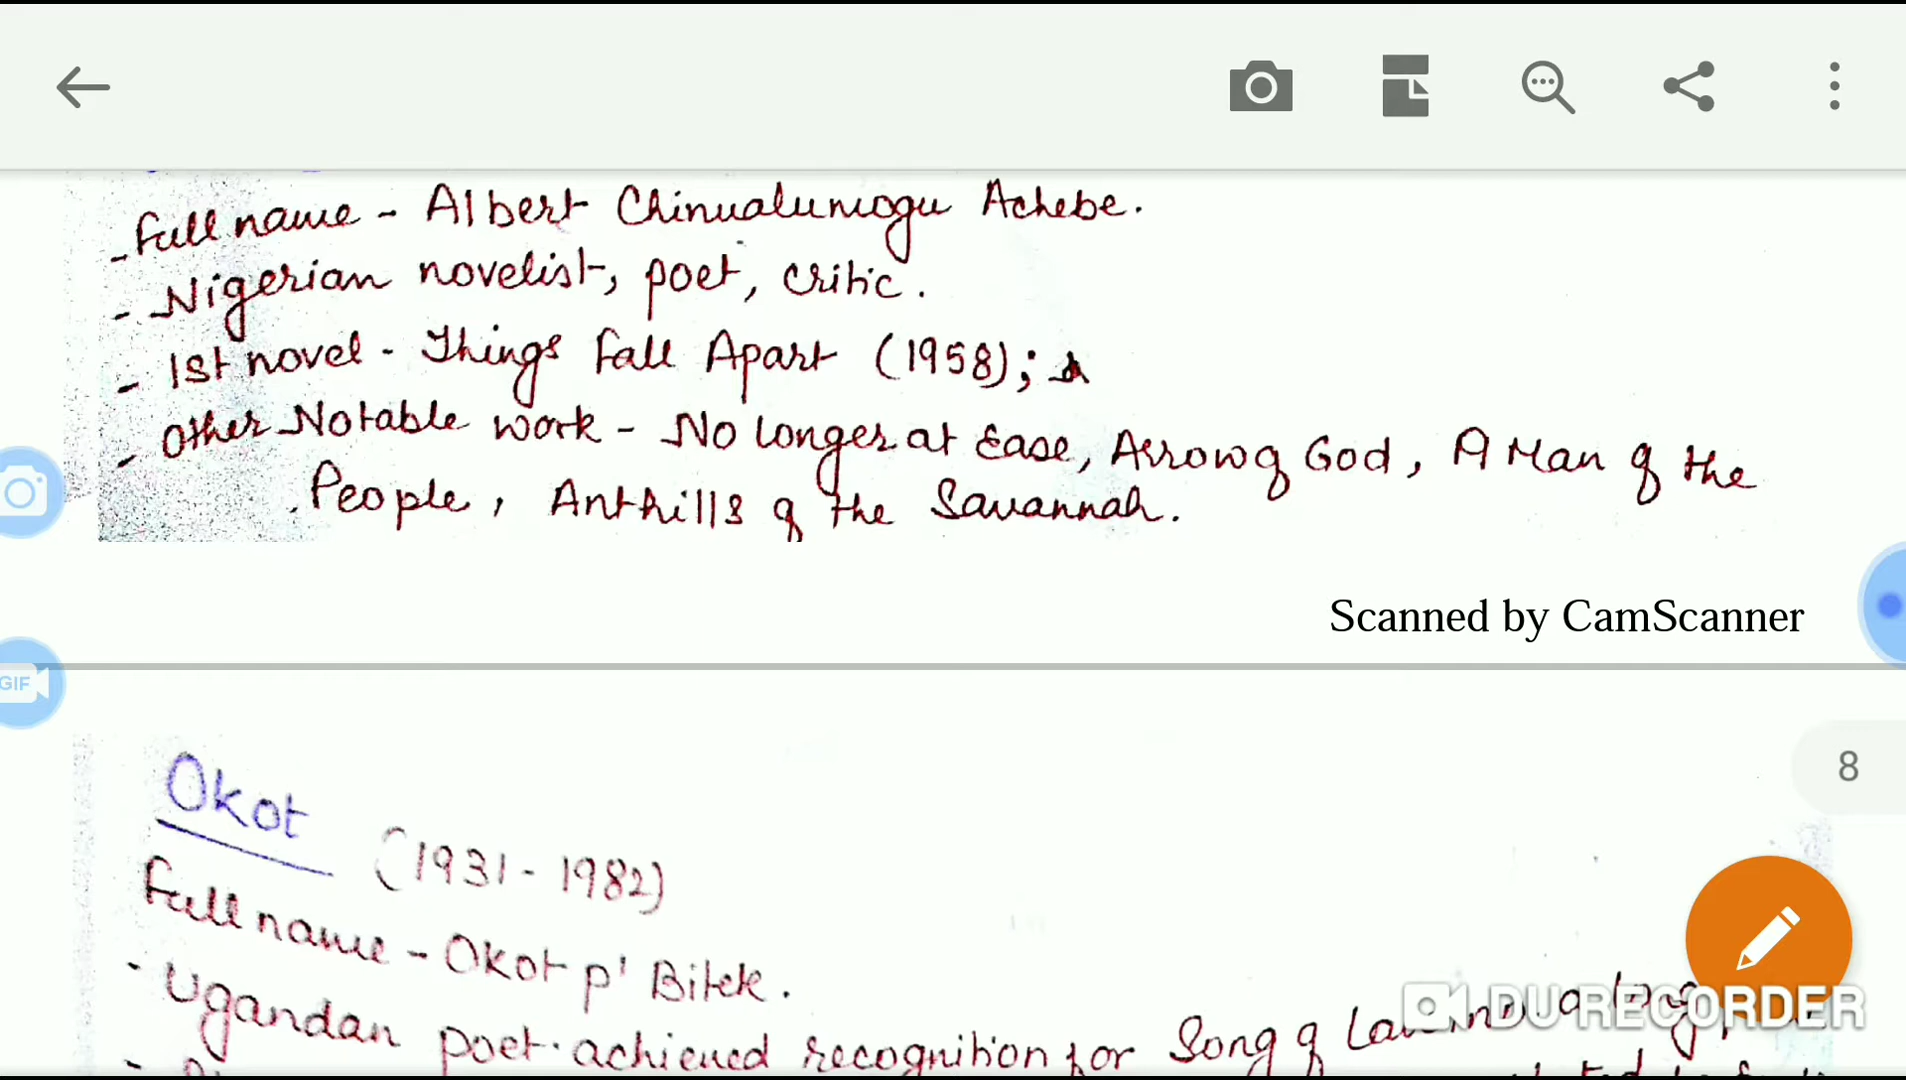 - Full name - Albert Chinualumogu Achebe.
- Nigerian novelist, poet, critic.
- 1st novel - Things Fall Apart (1958);
- Other Notable work - No longer at Ease, Arrow of God, A Man of the
People, Anthills of the Savannah.
Scanned by CamScanner
GIF
8
Okot (1931 - 1982)
Full name - Okot p' Bitek.
- Ugandan poet. achieved recognition for Song of
DU RECORDER